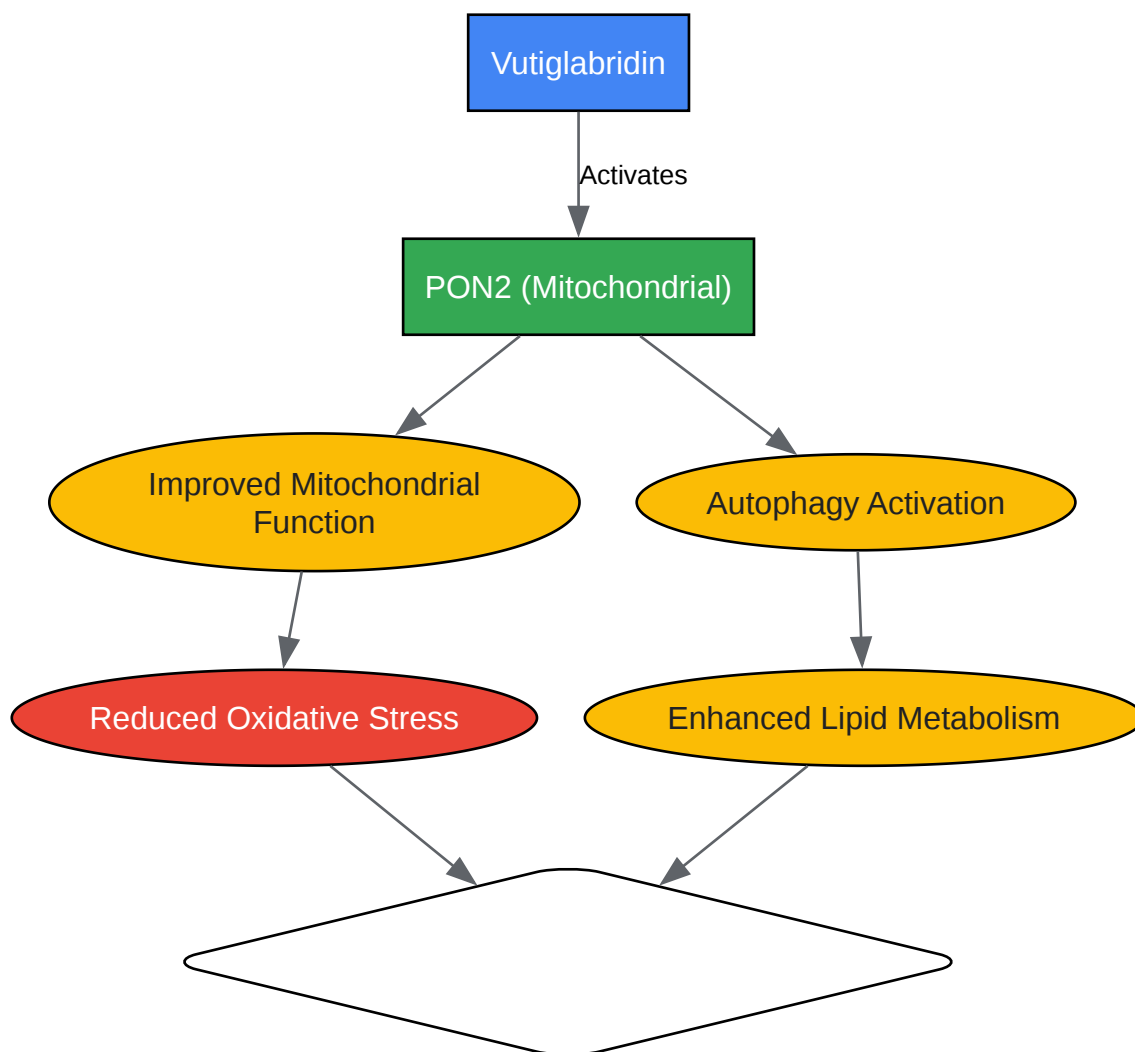 Vutiglabridin
Activates
PON2 (Mitochondrial)
Improved Mitochondrial
Function
Autophagy Activation
Reduced Oxidative Stress
Enhanced Lipid Metabolism